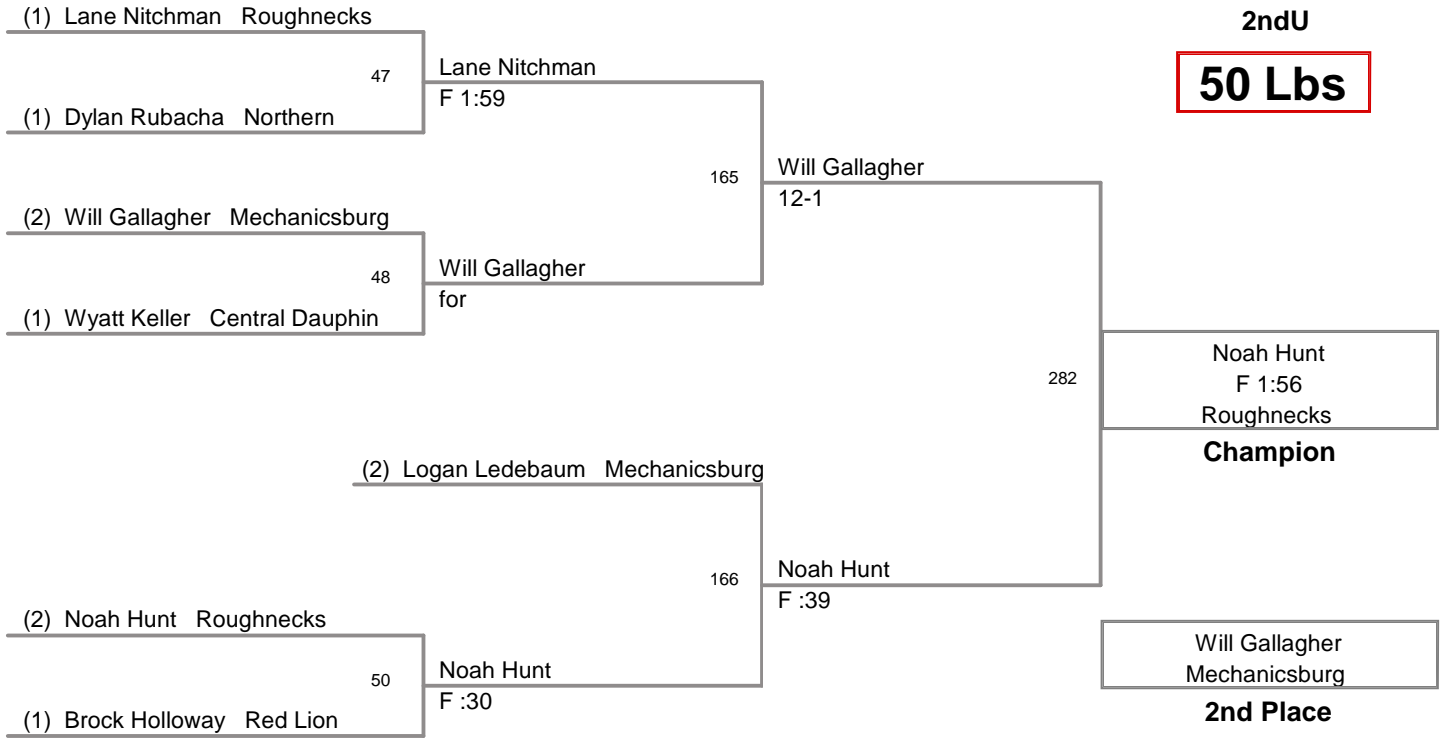 (1) Lane Nitchman Roughnecks
2ndU
50 Lbs
47
Lane Nitchman
F 1:59
(1) Dylan Rubacha Northern
165
Will Gallagher
12-1
(2) Will Gallagher Mechanicsburg
48
Will Gallagher
for
(1) Wyatt Keller Central Dauphin
282
Noah Hunt
F 1:56
Roughnecks
Champion
(2) Logan Ledebaum Mechanicsburg
166
Noah Hunt
F :39
(2) Noah Hunt Roughnecks
50
Noah Hunt
F :30
(1) Brock Holloway Red Lion
Will Gallagher
Mechanicsburg
2nd Place